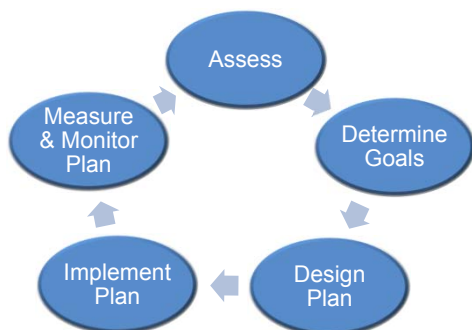 Assess
Determine
Goals
Design
Plan
Implement
Plan
Measure
& Monitor
Plan